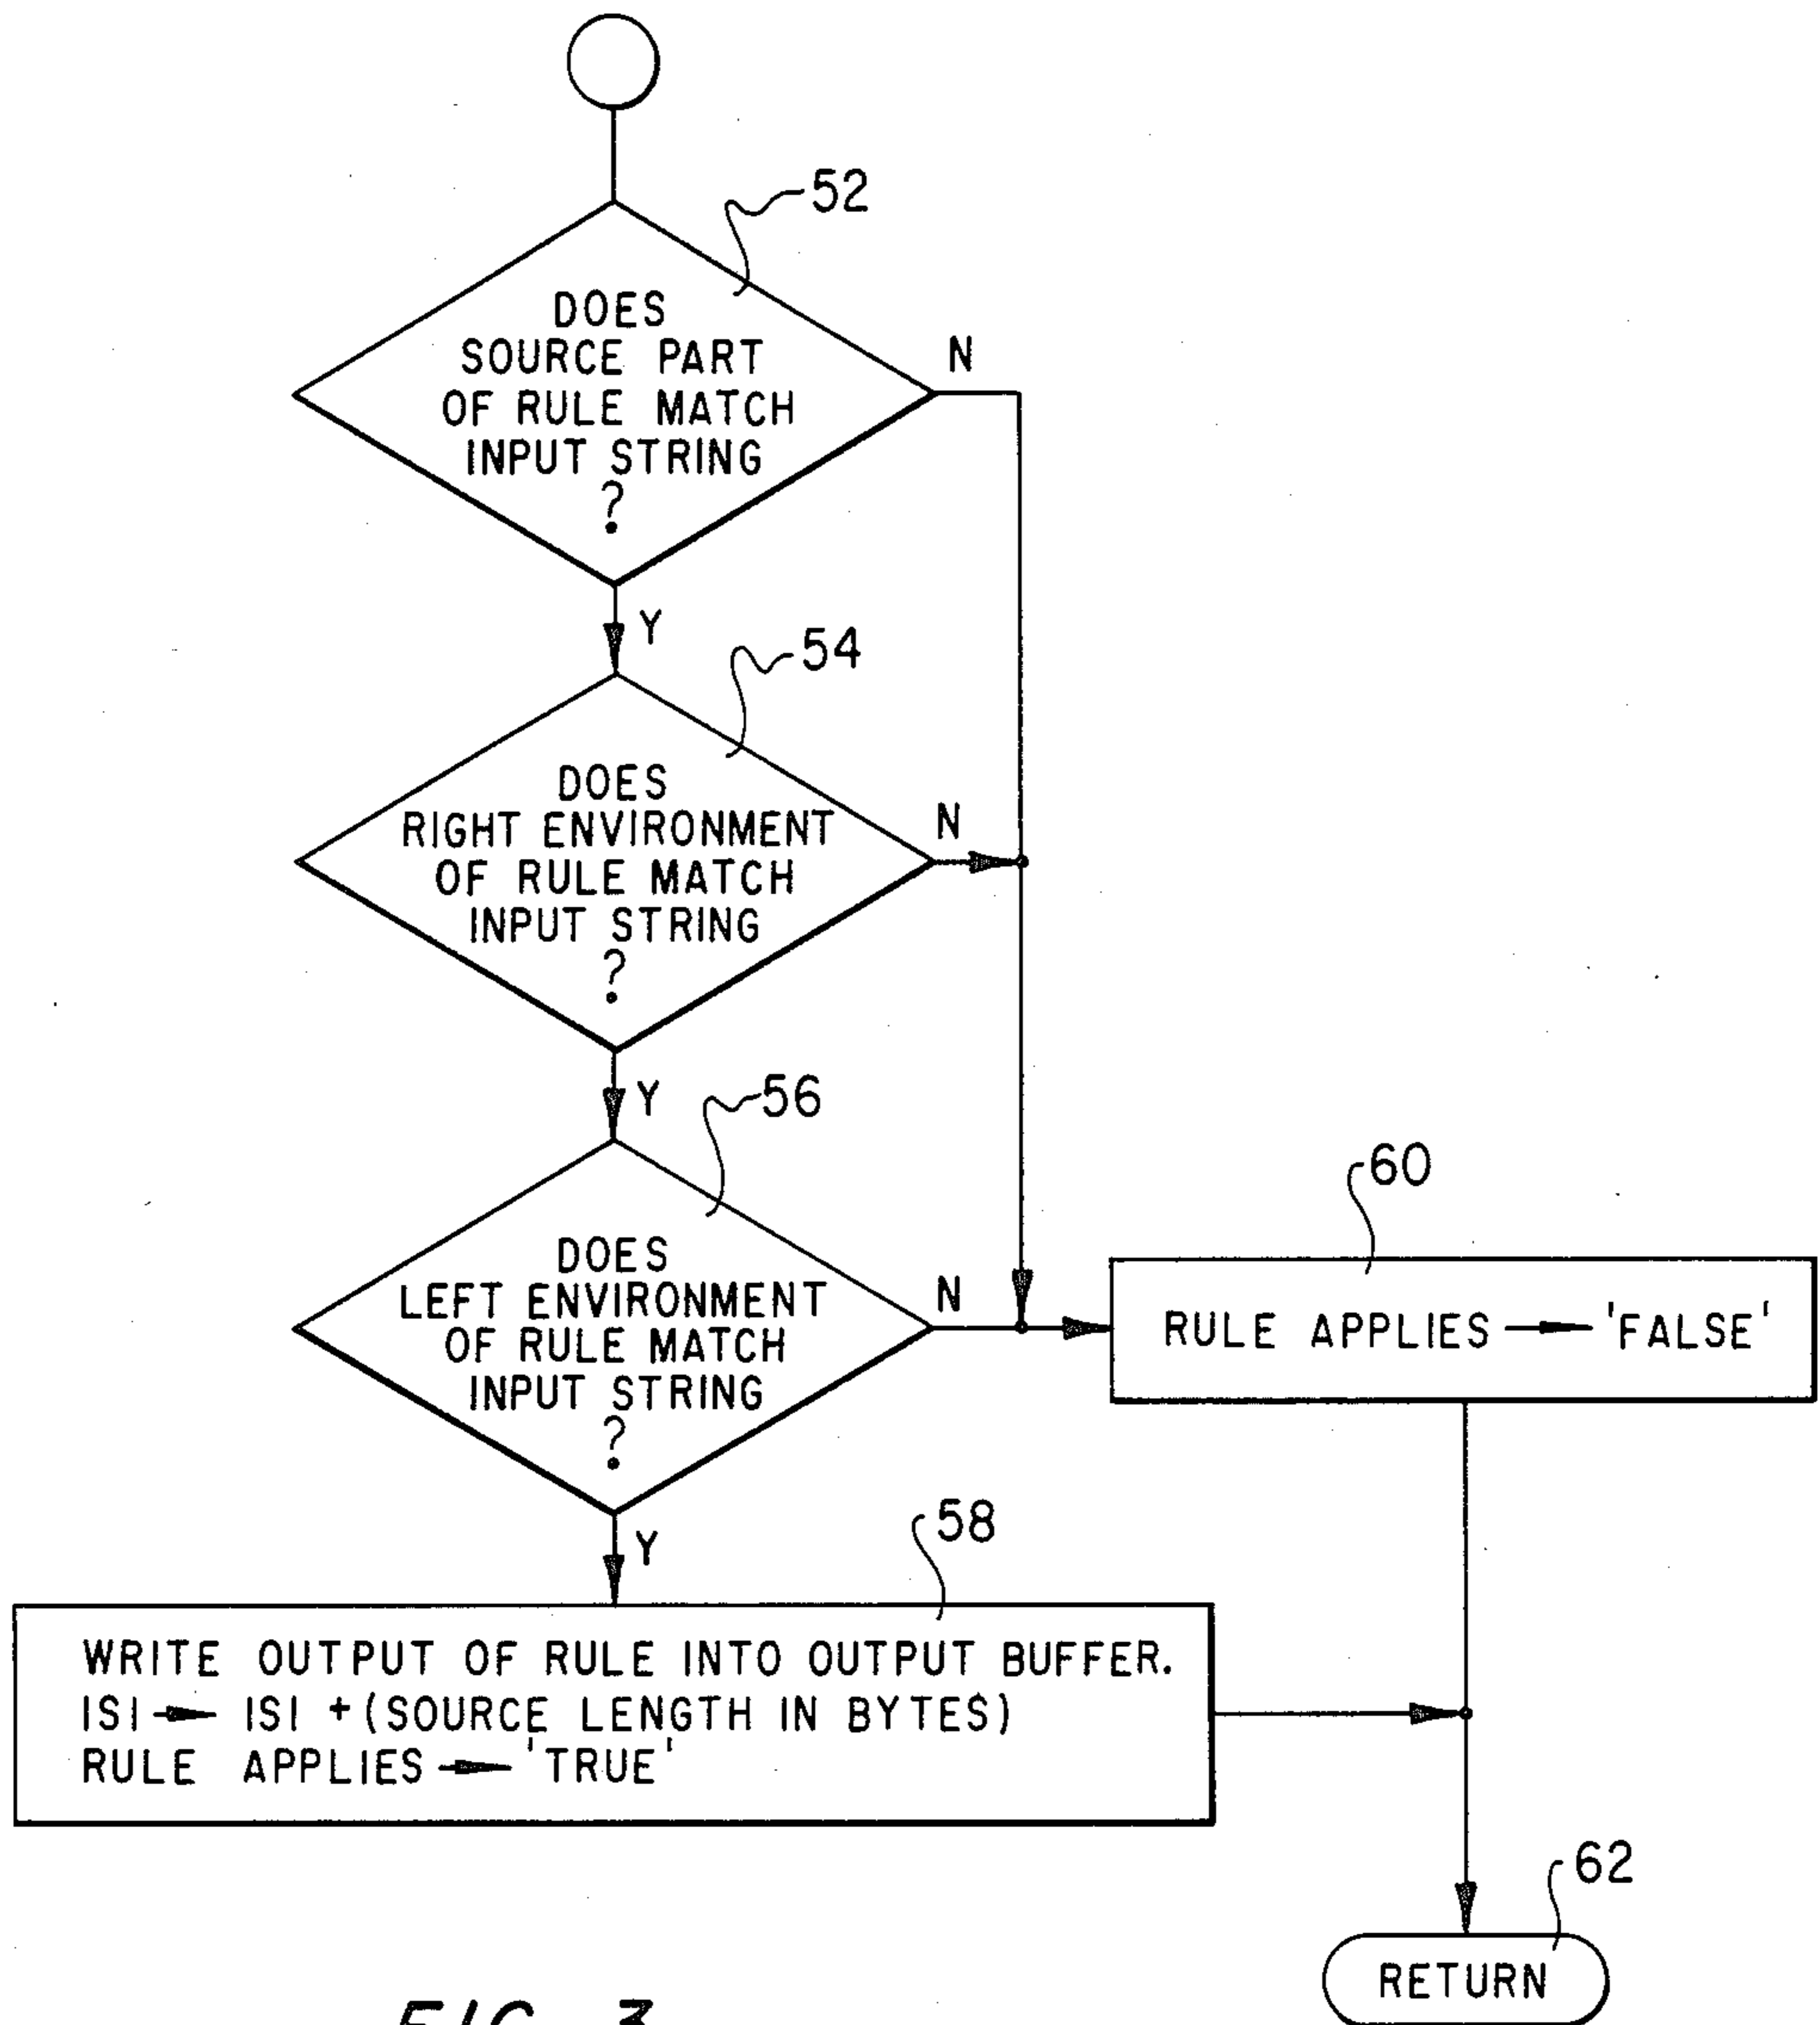 52
DOES
SOURCE PART
OF RULE MATCH
INPUT STRING
?
N
Y
54
DOES
RIGHT ENVIRONMENT
OF RULE MATCH
INPUT STRING
?
N
Y
56
DOES
LEFT ENVIRONMENT
OF RULE MATCH
INPUT STRING
?
N
60
RULE APPLIES → 'FALSE'
Y
58
WRITE OUTPUT OF RULE INTO OUTPUT BUFFER.
ISI → ISI + (SOURCE LENGTH IN BYTES)
RULE APPLIES → 'TRUE'
62
RETURN
FIG. 3